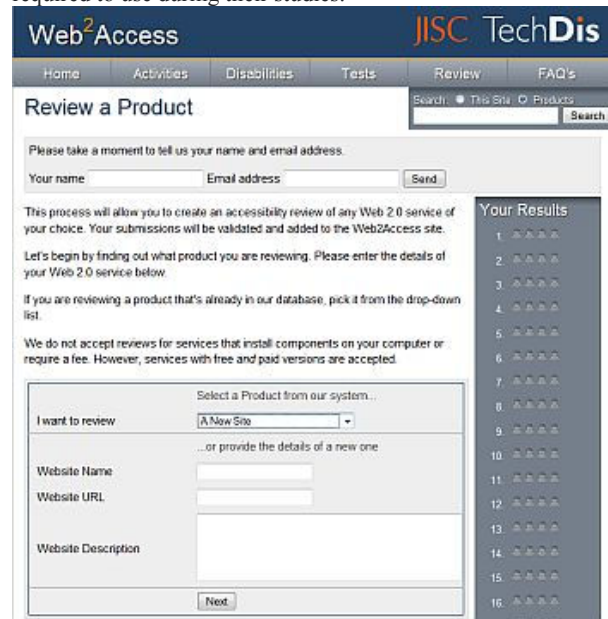 required to use during their studies.
Web2Access
JISC TechDis
Home Activities Disabilities Tests Review FAQ's
Review a Product
Search: This Site Products
Search
Please take a moment to tell us your name and email address.
Your name Email address Send
This process will allow you to create an accessibility review of any Web 2.0 service of
your choice. Your submissions will be validated and added to the Web2Access site.
Let's begin by finding out what product you are reviewing. Please enter the details of
your Web 2.0 service below.
If you are reviewing a product that's already in our database, pick it from the drop-down
list.
We do not accept reviews for services that install components on your computer or
require a fee. However, services with free and paid versions are accepted.
Select a Product from our system...
I want to review A New Site
...or provide the details of a new one
Website Name
Website URL
Website Description
Next
Your Results
1.
2.
3.
4.
5.
6.
7.
8.
9.
10.
11.
12.
13.
14.
15.
16.